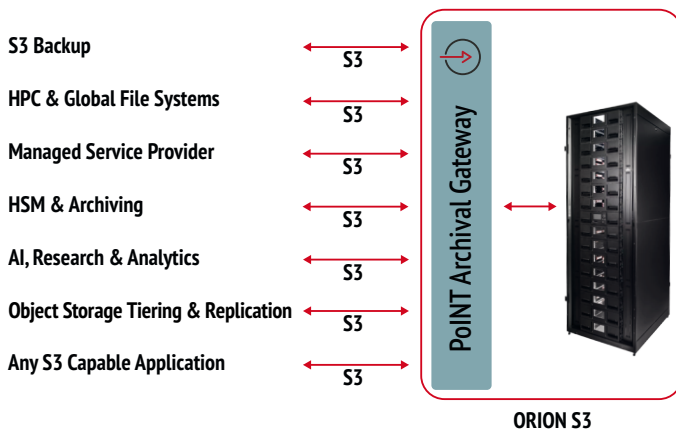 S3 Backup
S3
HPC & Global File Systems
S3
Managed Service Provider
S3
HSM & Archiving
S3
AI, Research & Analytics
S3
Object Storage Tiering & Replication
S3
Any S3 Capable Application
S3
PoINT Archival Gateway
ORION S3